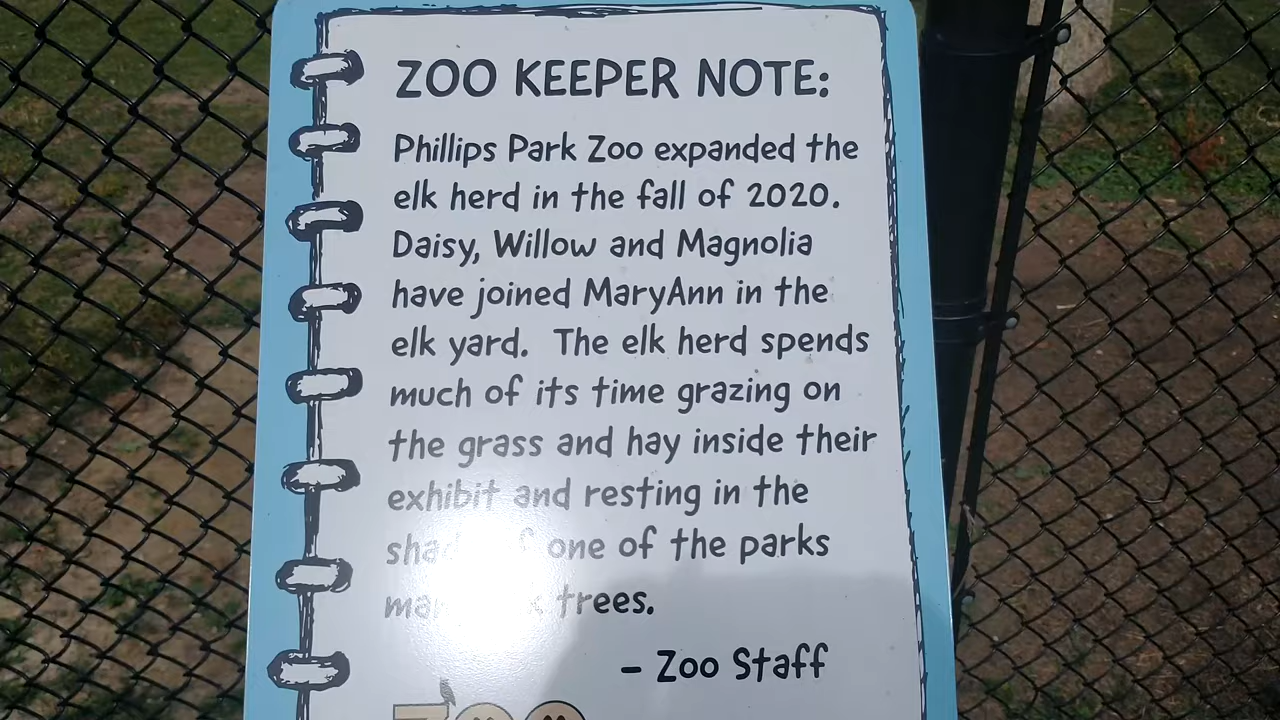 ZOO KEEPER NOTE:
Phillips Park Zoo expanded the
elk herd in the fall of 2020.
Daisy, Willow and Magnolia
have joined MaryAnn in the
elk yard. The elk herd spends
much of its time grazing on
the grass and hay inside their
exhibit and resting in the
one of the parks
trees.
- Zoo Staff
ZOO